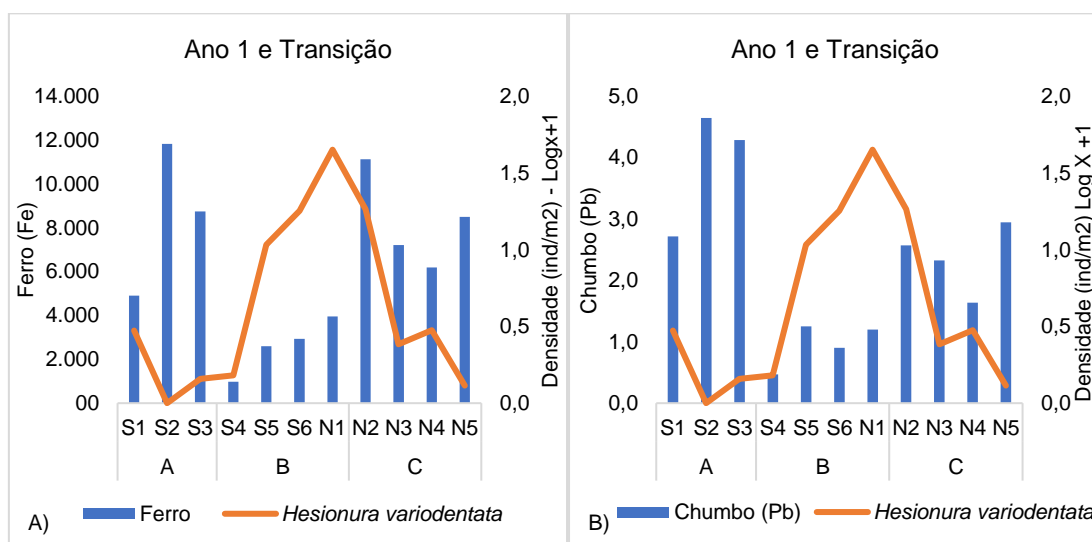 Ano 1 e Transição
14.000
12.000
10.000
8.000
6.000
4.000
2.000
00
Ferro (Fe)
2,0
1,5
1,0
0,5
0,0
Densidade (ind/m2) - Logx+1
S1 S2 S3 S4 S5 S6 N1 N2 N3 N4 N5
A B C
A) Ferro Hesionura variodentata
Ano 1 e Transição
5,0
4,0
3,0
2,0
1,0
0,0
Chumbo (Pb)
2,0
1,5
1,0
0,5
0,0
Densidade (ind/m2) Log X +1
S1 S2 S3 S4 S5 S6 N1 N2 N3 N4 N5
A B C
B) Chumbo (Pb) Hesionura variodentata